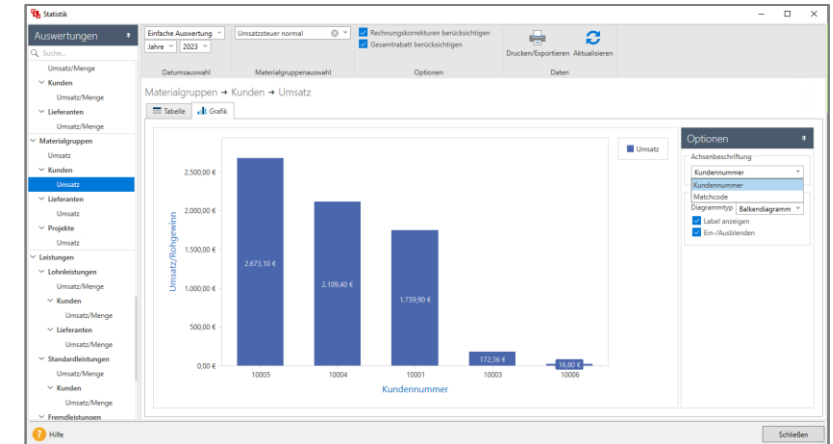 Statistik
Auswertungen
Suche...
Umsatz/Menge
Kunden
Umsatz/Menge
Lieferanten
Umsatz/Menge
Materialgruppen
Umsatz
Kunden
Umsatz
Lieferanten
Umsatz
Projekte
Umsatz
Leistungen
Lohnleistungen
Umsatz/Menge
Kunden
Umsatz/Menge
Lieferanten
Umsatz/Menge
Standardleistungen
Umsatz/Menge
Kunden
Umsatz/Menge
Fremdleistungen
Einfache Auswertung
Jahre 2023
Datumsauswahl
Umsatzsteuer normal
Materialgruppenauswahl
Rechnungskorrekturen berücksichtigen
Gesamtrabatt berücksichtigen
Optionen
Drucken/Exportieren Aktualisieren
Daten
Materialgruppen → Kunden → Umsatz
Tabelle Grafik
Umsatz/Rohgewinn
2.500,00 €
2.000,00 €
1.500,00 €
1.000,00 €
500,00 €
0,00 €
2.673,10 €
2.109,40 €
1.739,90 €
172,36 €
16,80 €
10005 10004 10001 10003 10006
Kundennummer
Umsatz
Optionen
Achsenbeschriftung
Kundennummer
Kundennummer
Matchcode
Diagrammtyp Balkendiagramm
Label anzeigen
Ein-/Ausblenden
Hilfe
Schließen